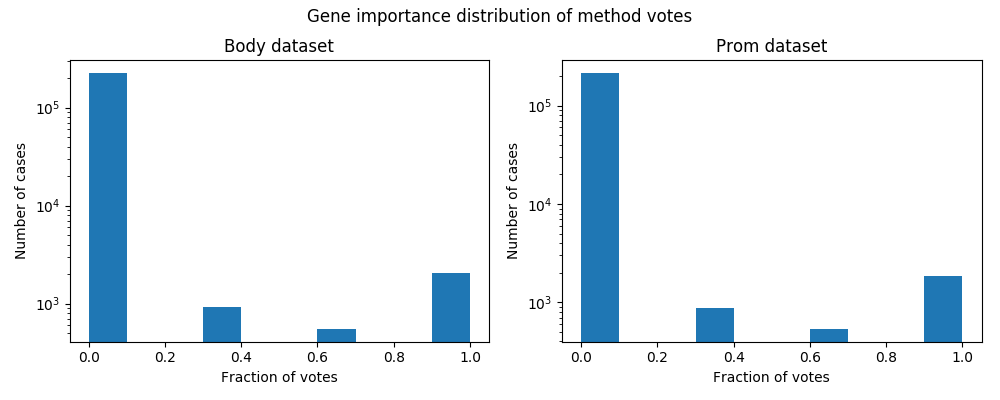 Gene importance distribution of method votes
Body dataset
Number of cases
10^5
10^4
10^3
0.0 0.2 0.4 0.6 0.8 1.0
Fraction of votes
Prom dataset
Number of cases
10^5
10^4
10^3
0.0 0.2 0.4 0.6 0.8 1.0
Fraction of votes